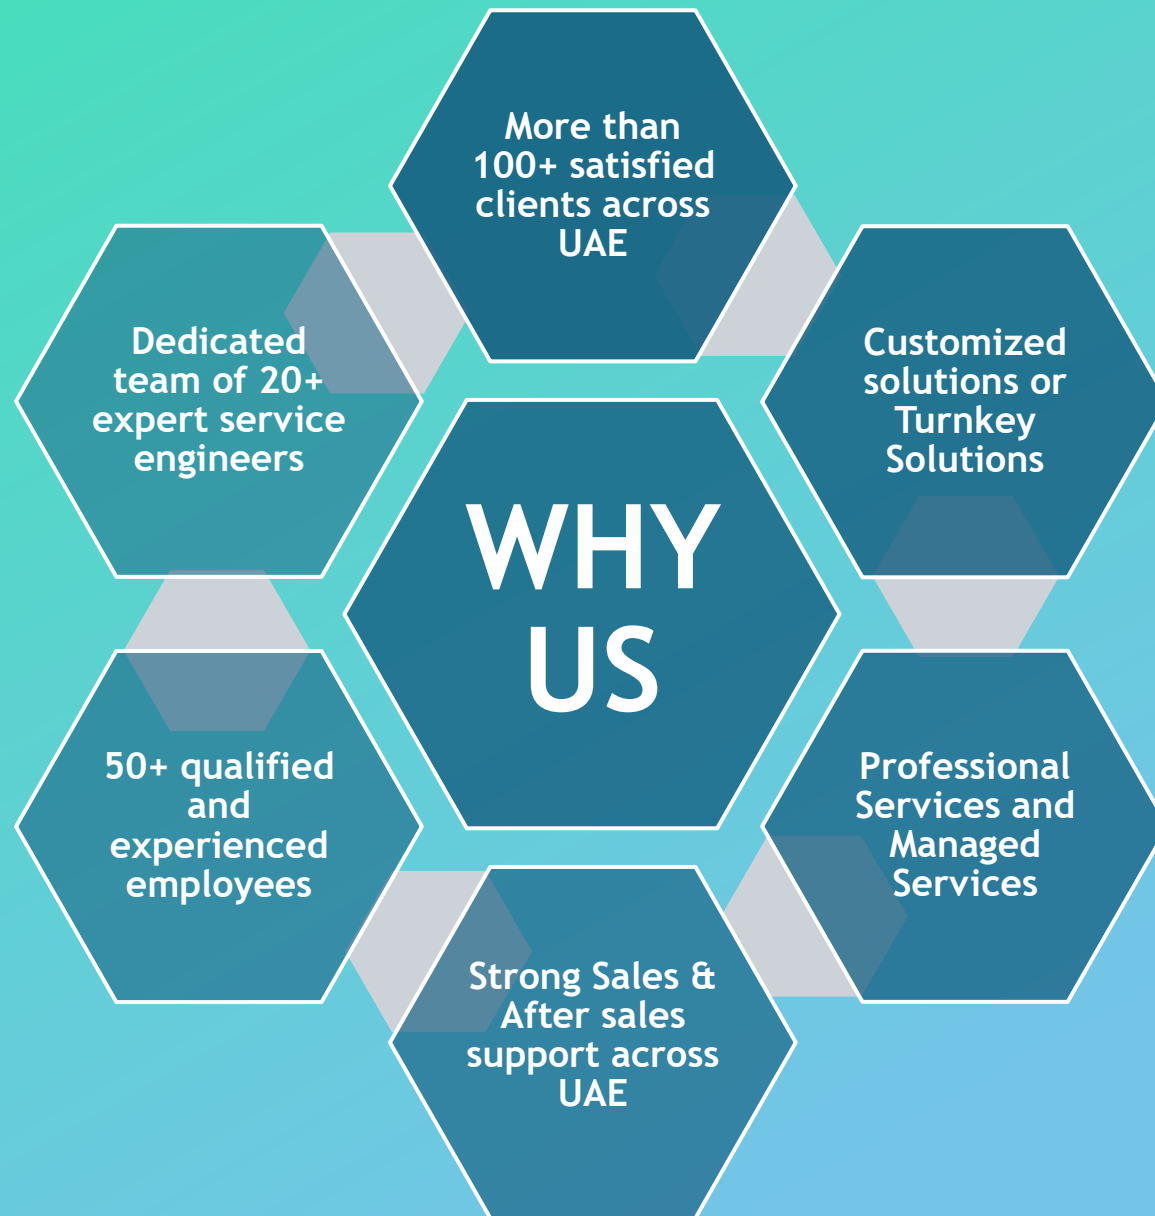 More than
100+ satisfied
clients across
UAE
Customized
solutions or
Turnkey
Solutions
Professional
Services and
Managed
Services
Strong Sales &
After sales
support across
UAE
50+ qualified
and
experienced
employees
Dedicated
team of 20+
expert service
engineers
WHY
US